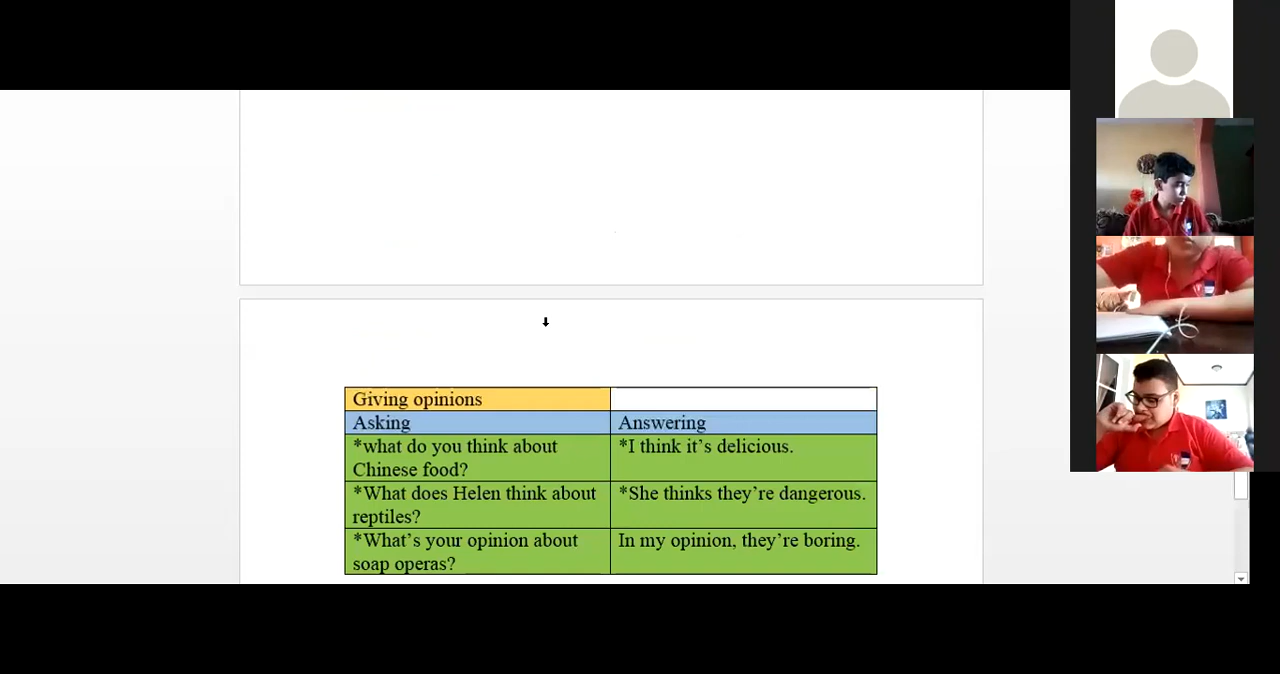 Giving opinions
Asking
Answering
*what do you think about
Chinese food?
*I think it's delicious.
*What does Helen think about
reptiles?
*She thinks they're dangerous.
*What's your opinion about
soap operas?
In my opinion, they're boring.